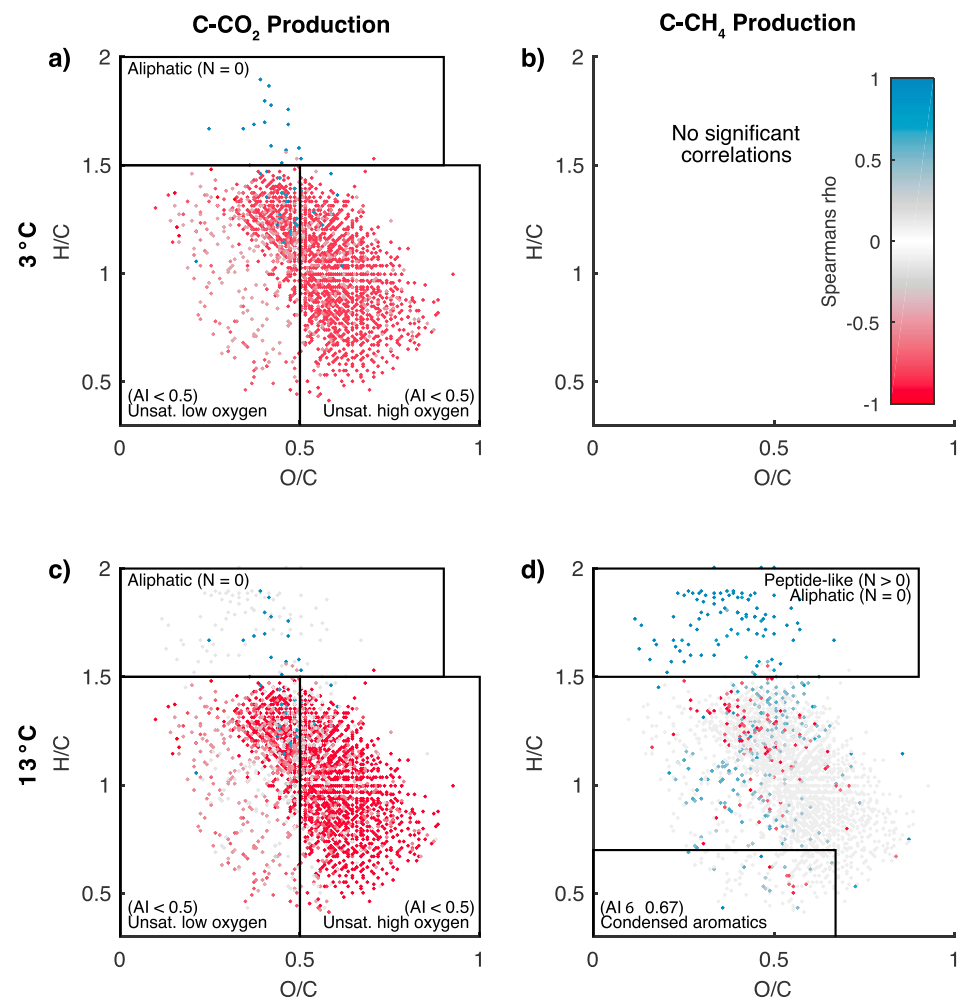 C-CO2 Production
C-CH4 Production
a)
2
1.5
1
0.5
H/C
3 °C
Aliphatic (N = 0)
(AI < 0.5)
Unsat. low oxygen
(AI < 0.5)
Unsat. high oxygen
0
0.5
1
O/C
b)
2
1.5
1
0.5
H/C
No significant
correlations
Spearmans rho
1
0.5
0
-0.5
-1
0
0.5
1
O/C
c)
2
1.5
1
0.5
H/C
13 °C
Aliphatic (N = 0)
(AI < 0.5)
Unsat. low oxygen
(AI < 0.5)
Unsat. high oxygen
0
0.5
1
O/C
d)
2
1.5
1
0.5
H/C
Peptide-like (N > 0)
Aliphatic (N = 0)
(AI 6 0.67)
Condensed aromatics
0
0.5
1
O/C